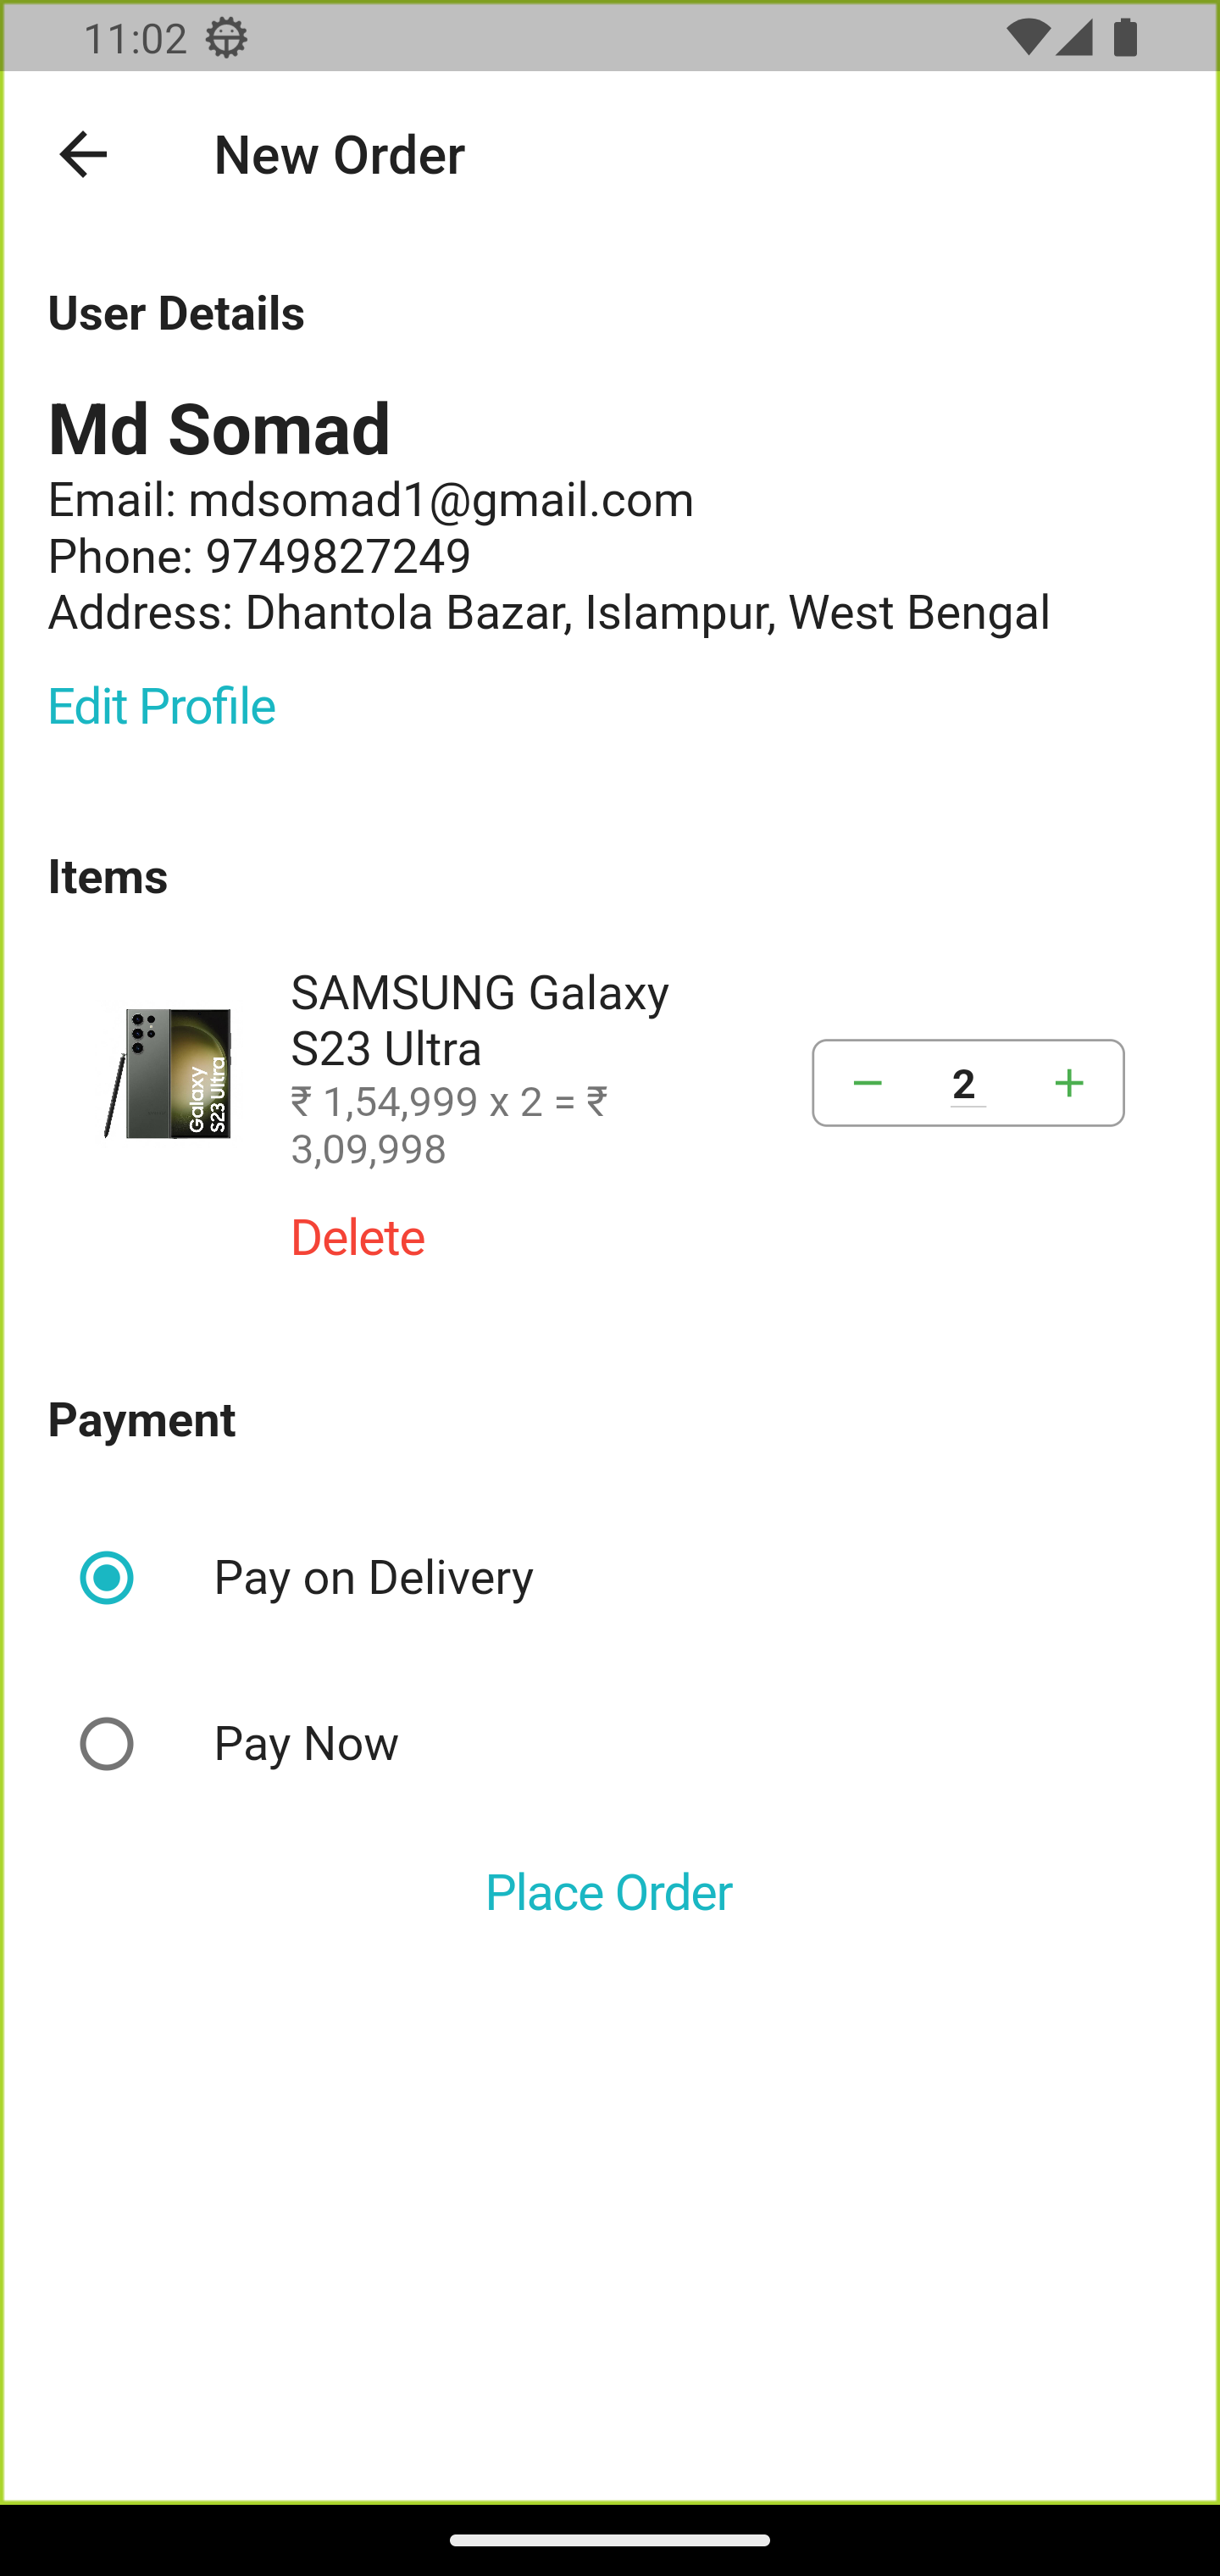 11:02
New Order
User Details
Md Somad
Email: mdsomad1@gmail.com
Phone: 9749827249
Address: Dhantola Bazar, Islampur, West Bengal
Edit Profile
Items
SAMSUNG Galaxy
S23 Ultra
₹ 1,54,999 x 2 = ₹
3,09,998
Galaxy
S23 Ultra
− 2 +
Delete
Payment
Pay on Delivery
Pay Now
Place Order